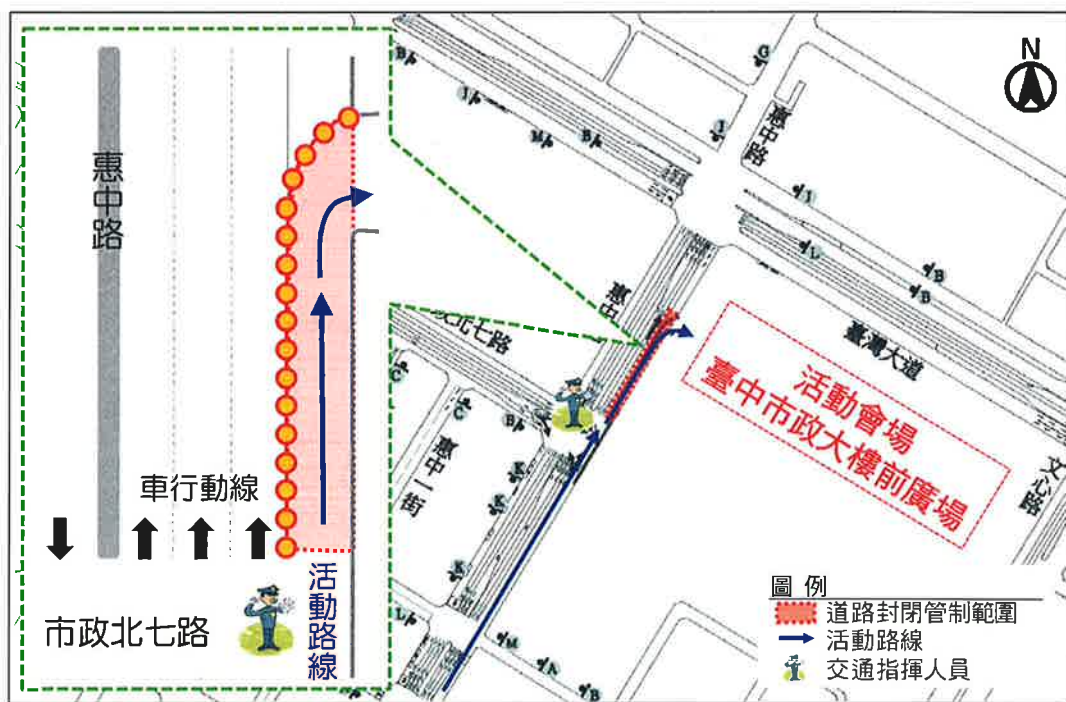 惠中路
車行動線
市政北七路
活動路線
N
B
I
M
B
G
I
惠中路
I
L
B
B
惠中
北七路
臺灣大道
活動會場
臺中市政大樓前廣場
文心路
C
C
B
惠中一街
K
K
K
L
M
A
B
圖例
道路封閉管制範圍
活動路線
交通指揮人員